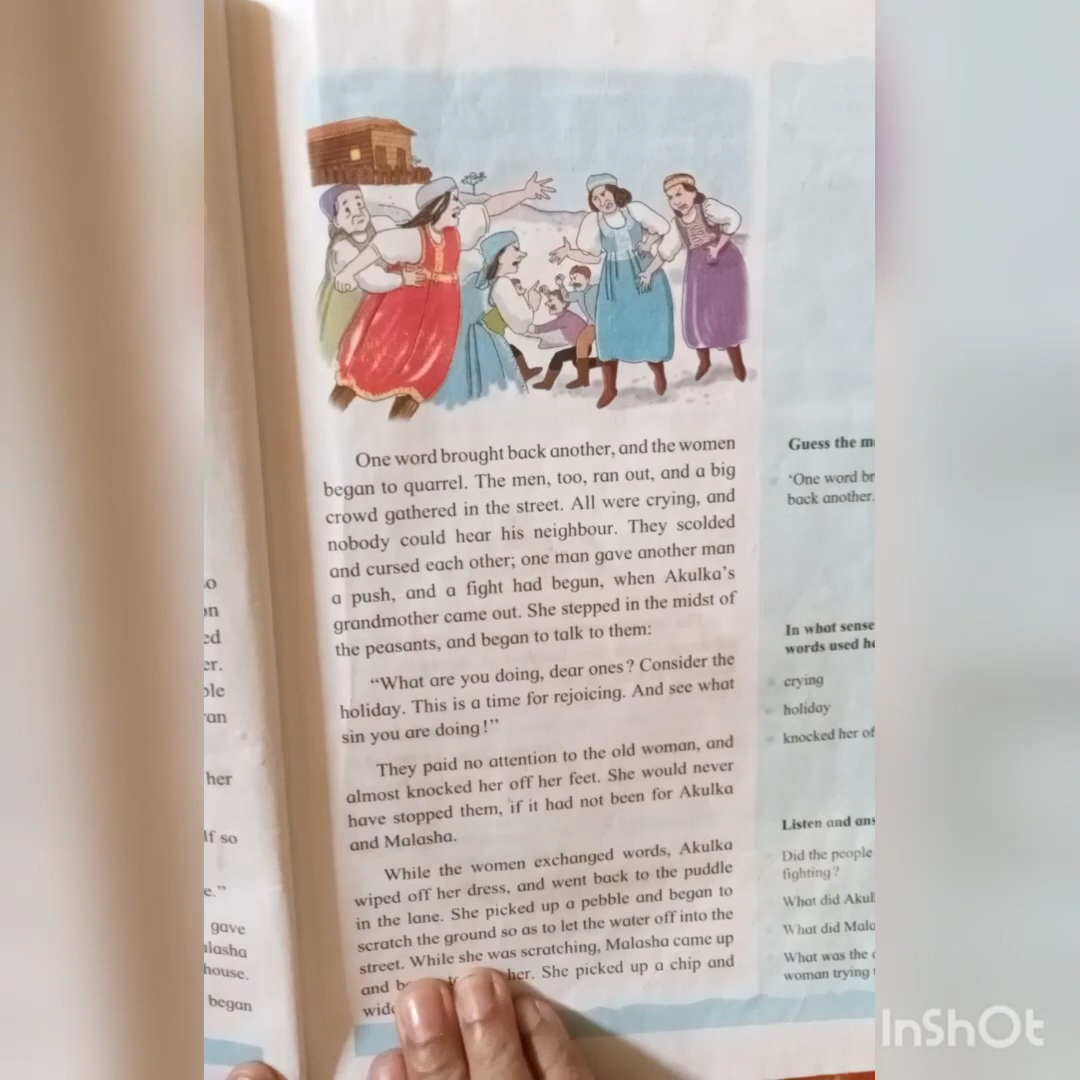 One word brought back another, and the women
began to quarrel. The men, too, ran out, and a big
crowd gathered in the street. All were crying, and
nobody could hear his neighbour. They scolded
and cursed each other; one man gave another man
a push, and a fight had begun, when Akulka's
grandmother came out. She stepped in the midst of
the peasants, and began to talk to them:
“What are you doing, dear ones? Consider the
holiday. This is a time for rejoicing. And see what
sin you are doing!”
They paid no attention to the old woman, and
almost knocked her off her feet. She would never
have stopped them, if it had not been for Akulka
and Malasha.
While the women exchanged words, Akulka
wiped off her dress, and went back to the puddle
in the lane. She picked up a pebble and began to
scratch the ground so as to let the water off into the
street. While she was scratching, Malasha came up
and her. She picked up a chip and
Guess the
‘One word
back another.
In what sense
words used
crying
holiday
knocked her
Listen and
Did the people
fighting?
What did
What did
What was the
woman trying
her
If so
e.”
gave
house.
began
InShOt